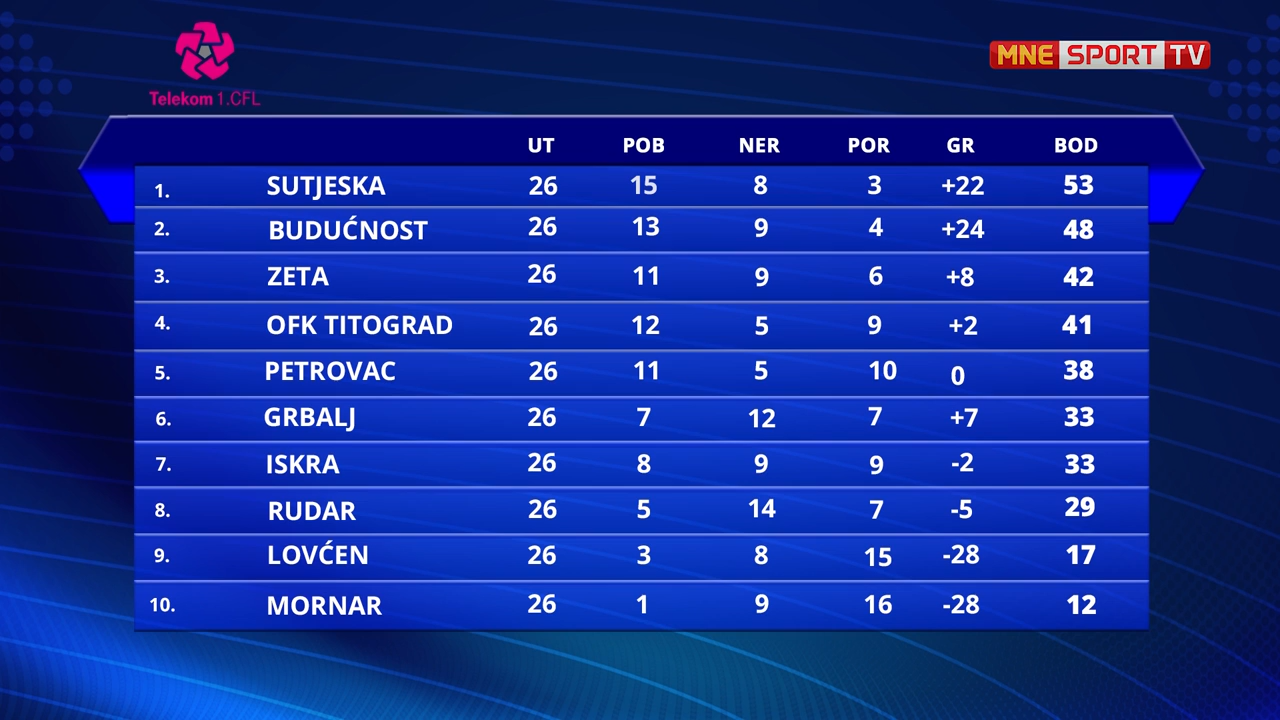 Telekom 1.CFL
MNE SPORT TV
UT POB NER POR GR BOD
1. SUTJESKA 26 15 8 3 +22 53
2. BUDUĆNOST 26 13 9 4 +24 48
3. ZETA 26 11 9 6 +8 42
4. OFK TITOGRAD 26 12 5 9 +2 41
5. PETROVAC 26 11 5 10 0 38
6. GRBALJ 26 7 12 7 +7 33
7. ISKRA 26 8 9 9 -2 33
8. RUDAR 26 5 14 7 -5 29
9. LOVĆEN 26 3 8 15 -28 17
10. MORNAR 26 1 9 16 -28 12